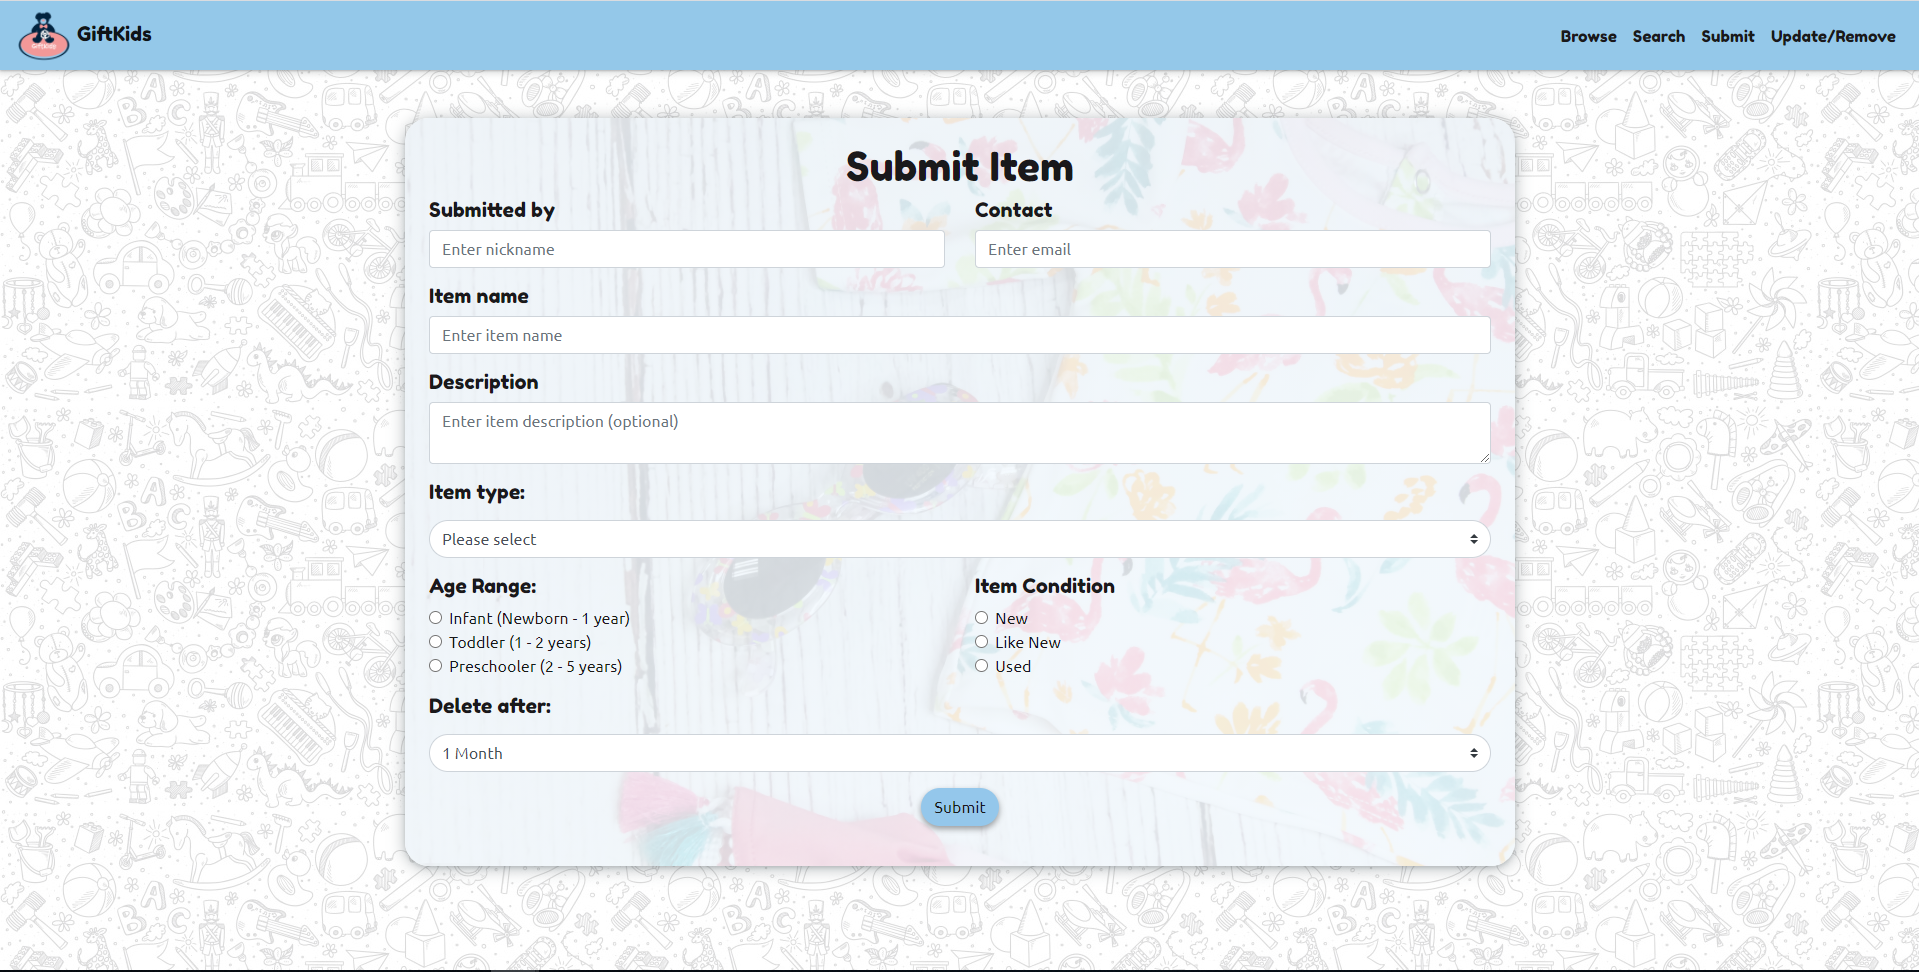 GiftKids
GiftKids
Browse Search Submit Update/Remove
Submit Item
Submitted by
Contact
Enter nickname
Enter email
Item name
Enter item name
Description
Enter item description (optional)
Item type:
Please select
Age Range:
Item Condition
Infant (Newborn - 1 year)
New
Toddler (1 - 2 years)
Like New
Preschooler (2 - 5 years)
Used
Delete after:
1 Month
Submit